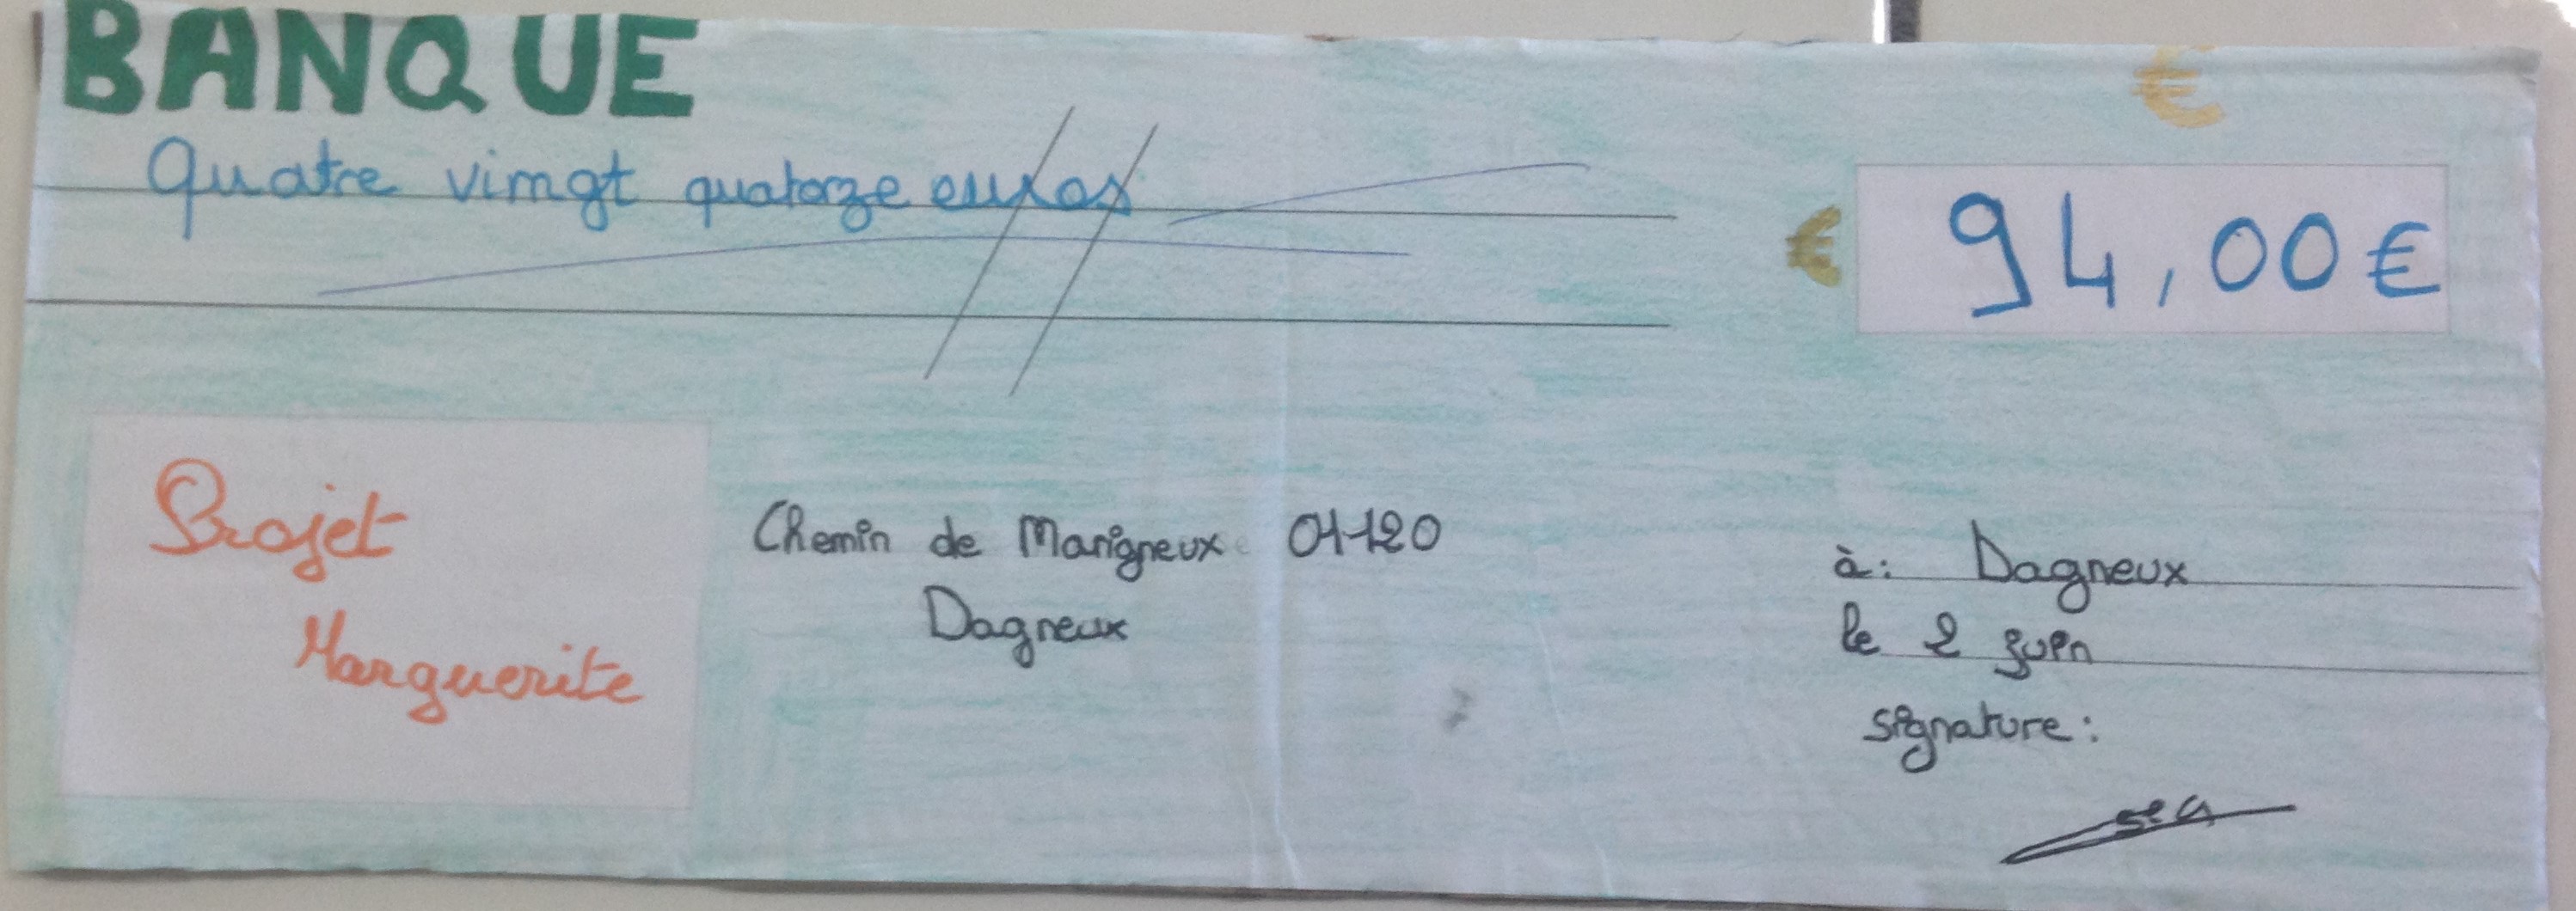 BANQUE
€
Quatre vimgt quatorze euros
€ 94,00€
Projet
Marguerite
Chemin de Marigneux 01120
Dagneux
à: Dagneux
le 2 juin
signature: